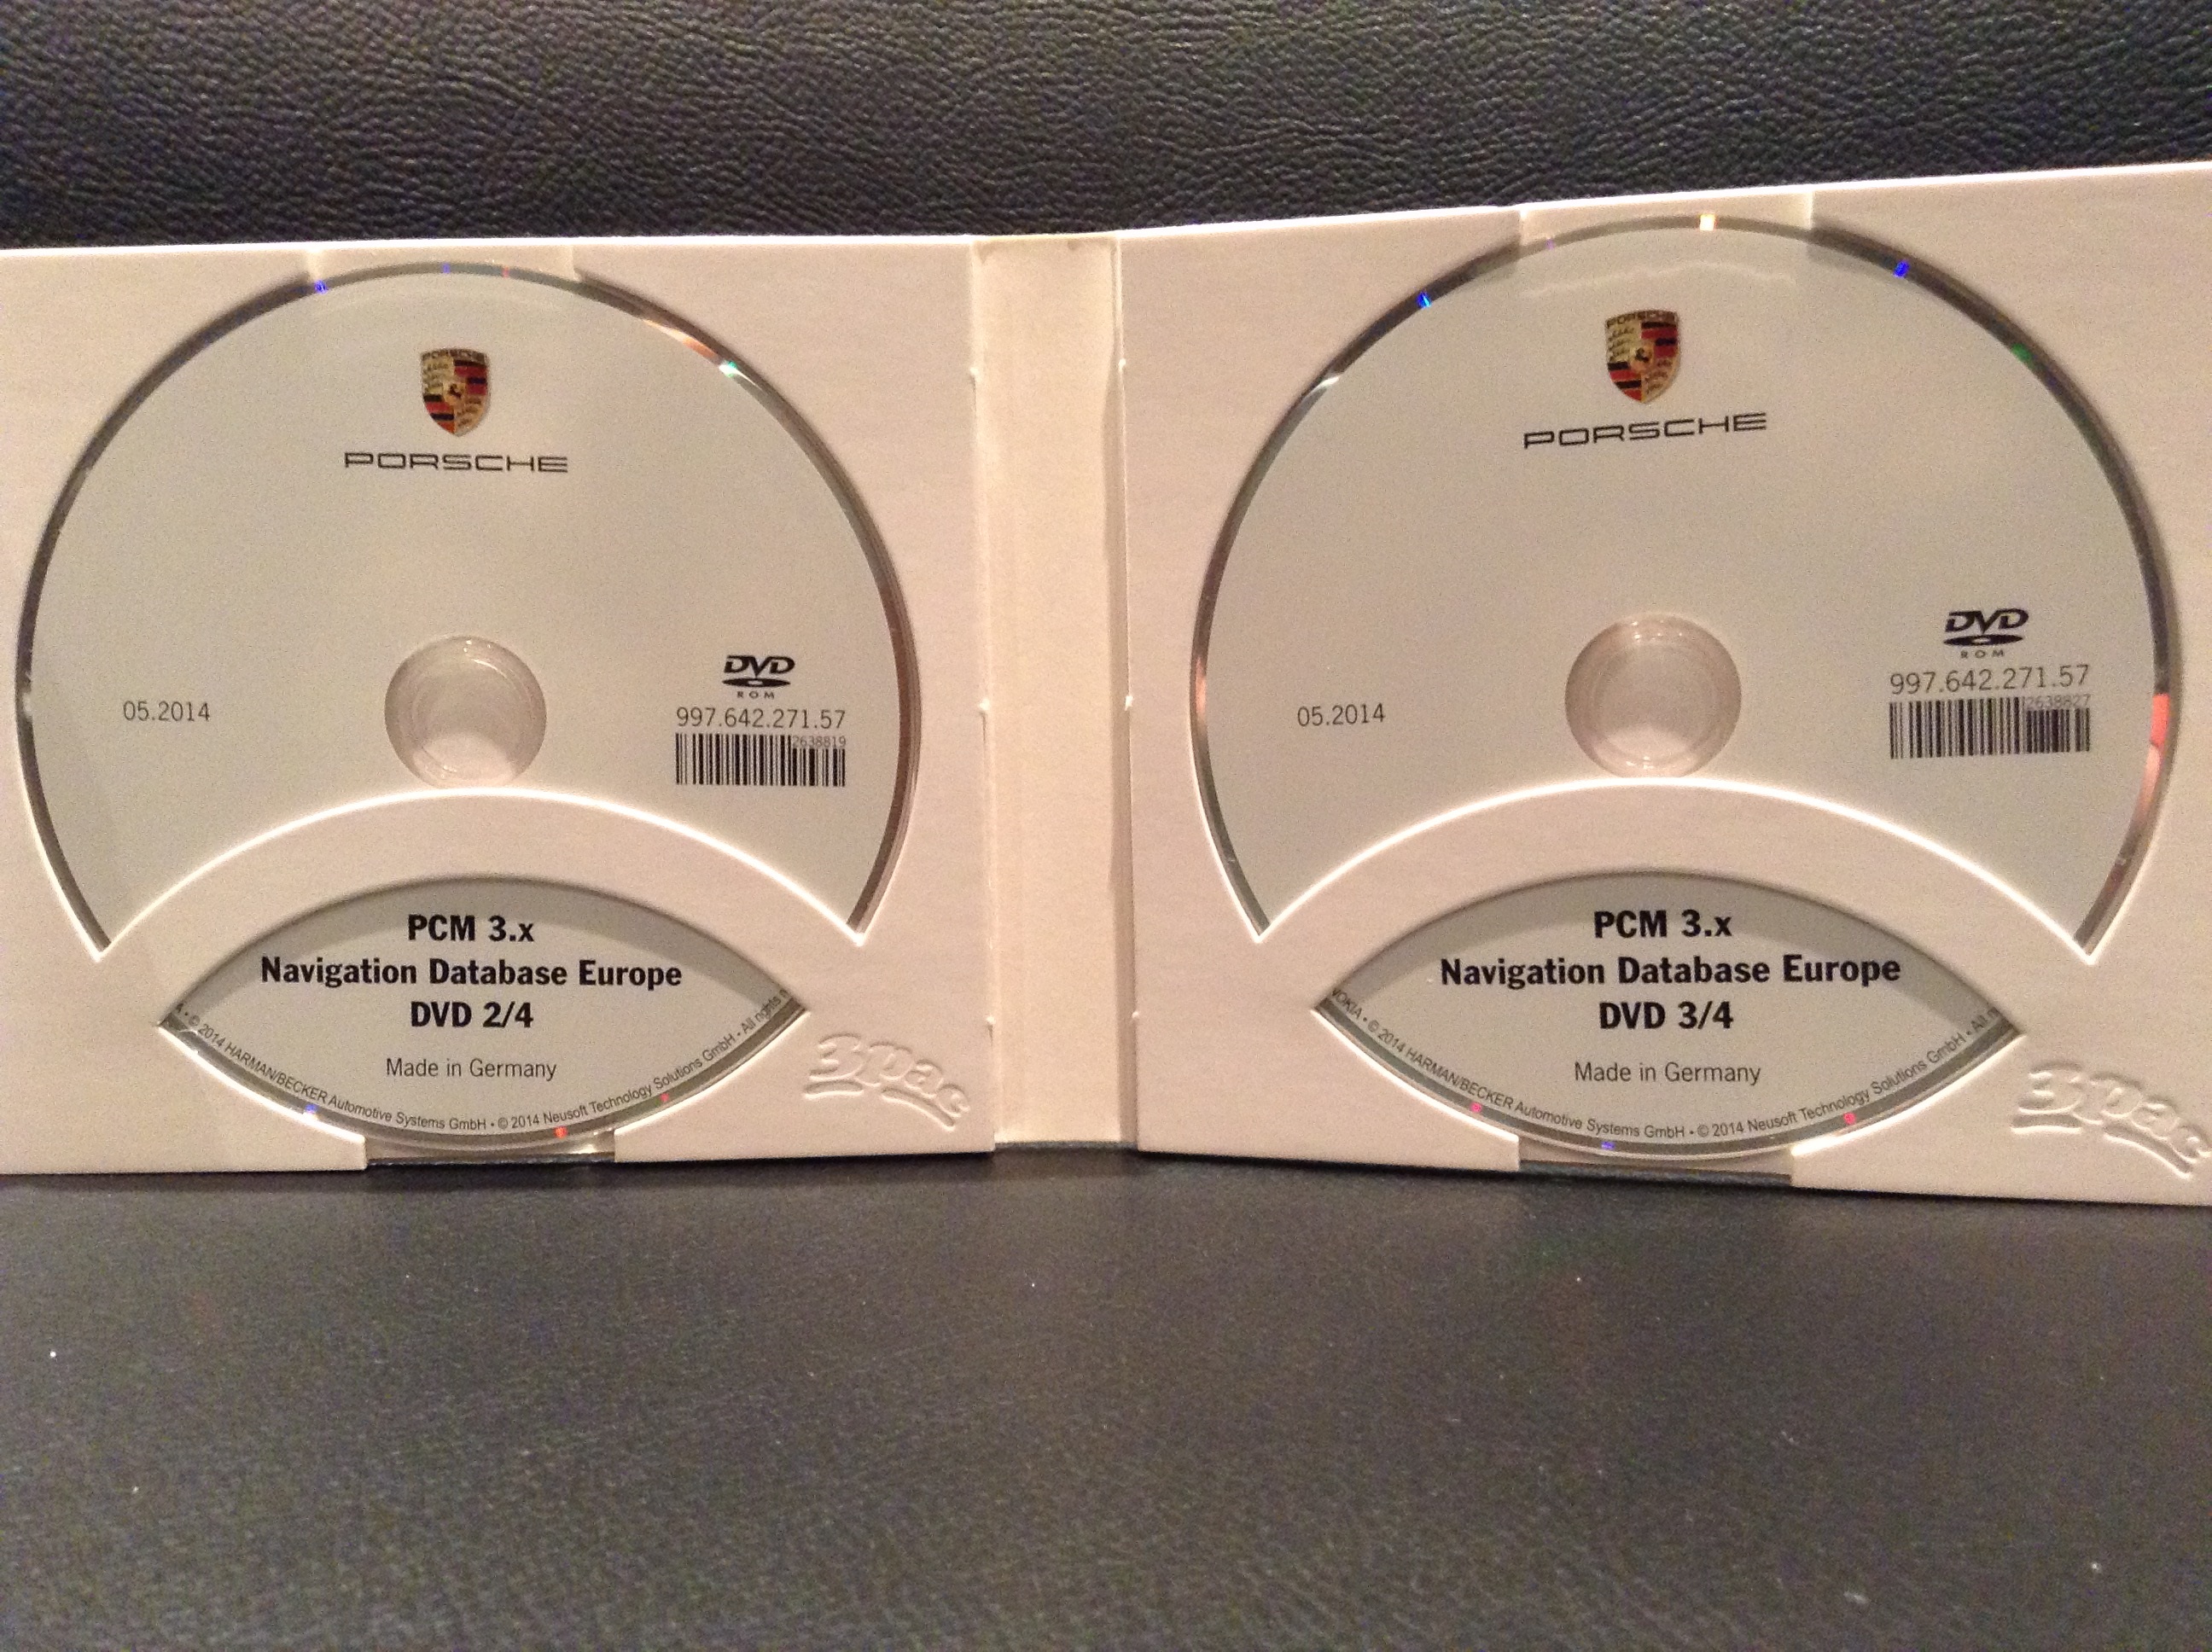 PORSCHE
PORSCHE
DVD
ROM
05.2014
997.642.271.57
2638819
PCM 3.x
Navigation Database Europe
DVD 2/4
Made in Germany
• © 2014 HARMAN/BECKER Automotive Systems GmbH • © 2014 Neusoft Technology Solutions GmbH • All rights
3pac
PORSCHE
PORSCHE
DVD
ROM
05.2014
997.642.271.57
2638827
PCM 3.x
Navigation Database Europe
DVD 3/4
Made in Germany
• © 2014 HARMAN/BECKER Automotive Systems GmbH • © 2014 Neusoft Technology Solutions GmbH • All
3pac